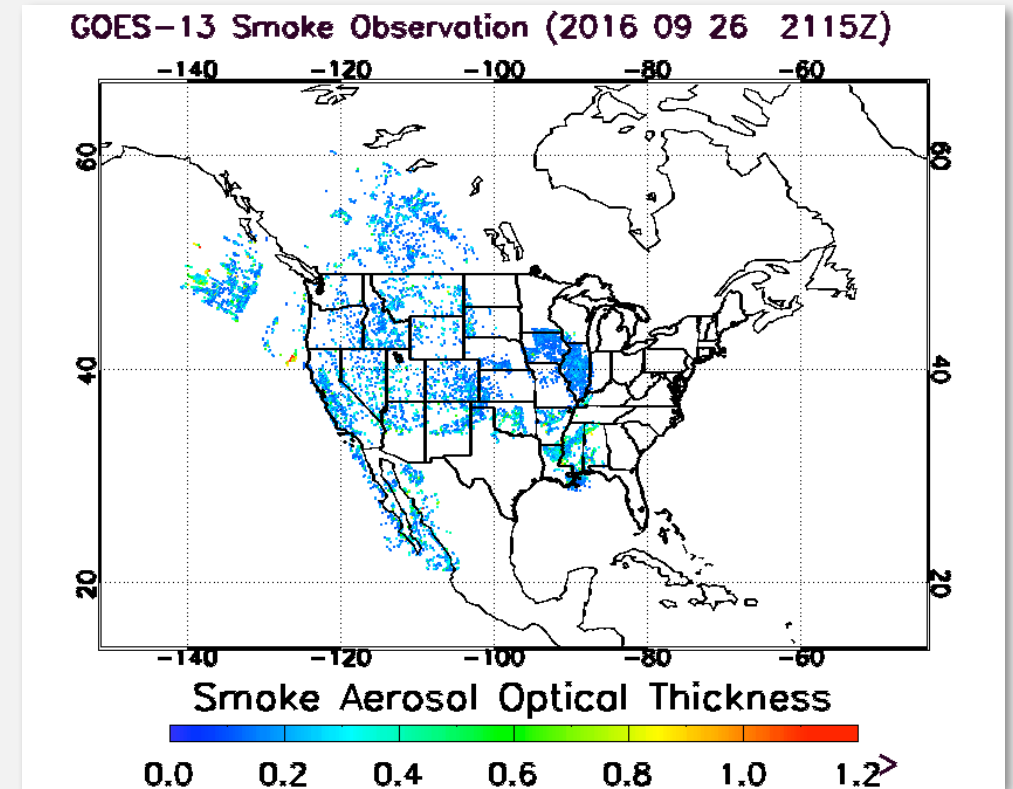 GOES-13 Smoke Observation (2016 09 26 2115Z)
-140 -120 -100 -80 -60
60 60
40 40
20 20
-140 -120 -100 -80 -60
Smoke Aerosol Optical Thickness
0.0 0.2 0.4 0.6 0.8 1.0 1.2>